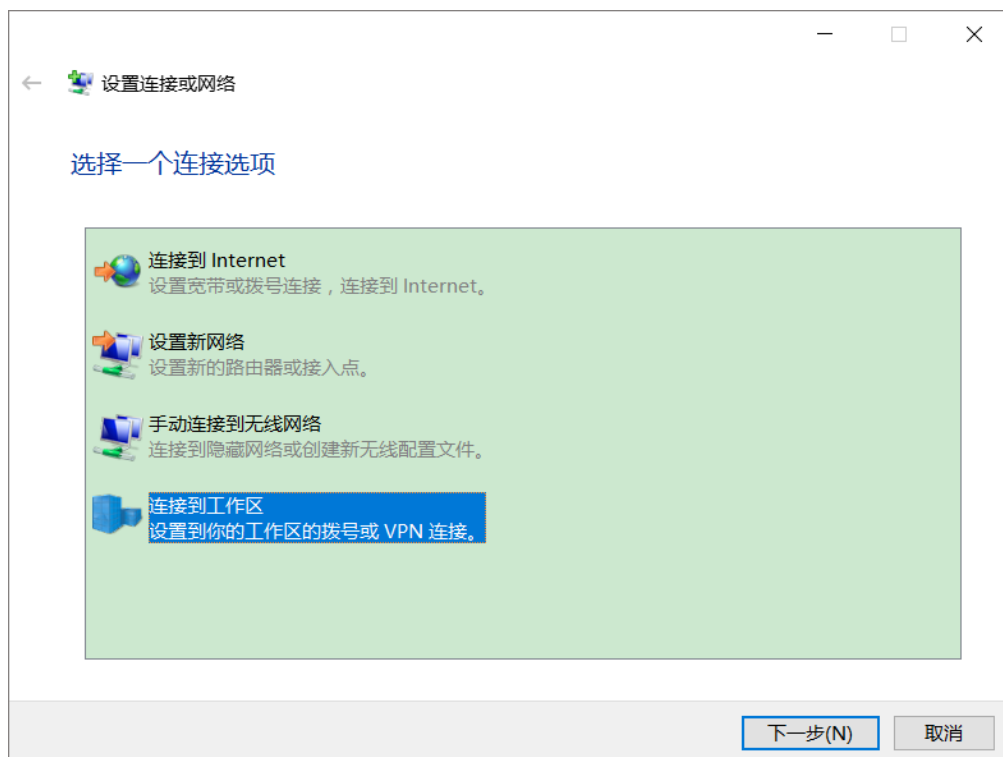 设置连接或网络
选择一个连接选项
连接到 Internet
设置宽带或拨号连接，连接到 Internet。
设置新网络
设置新的路由器或接入点。
手动连接到无线网络
连接到隐藏网络或创建新无线配置文件。
连接到工作区
设置到你的工作区的拨号或 VPN 连接。
下一步(N)
取消